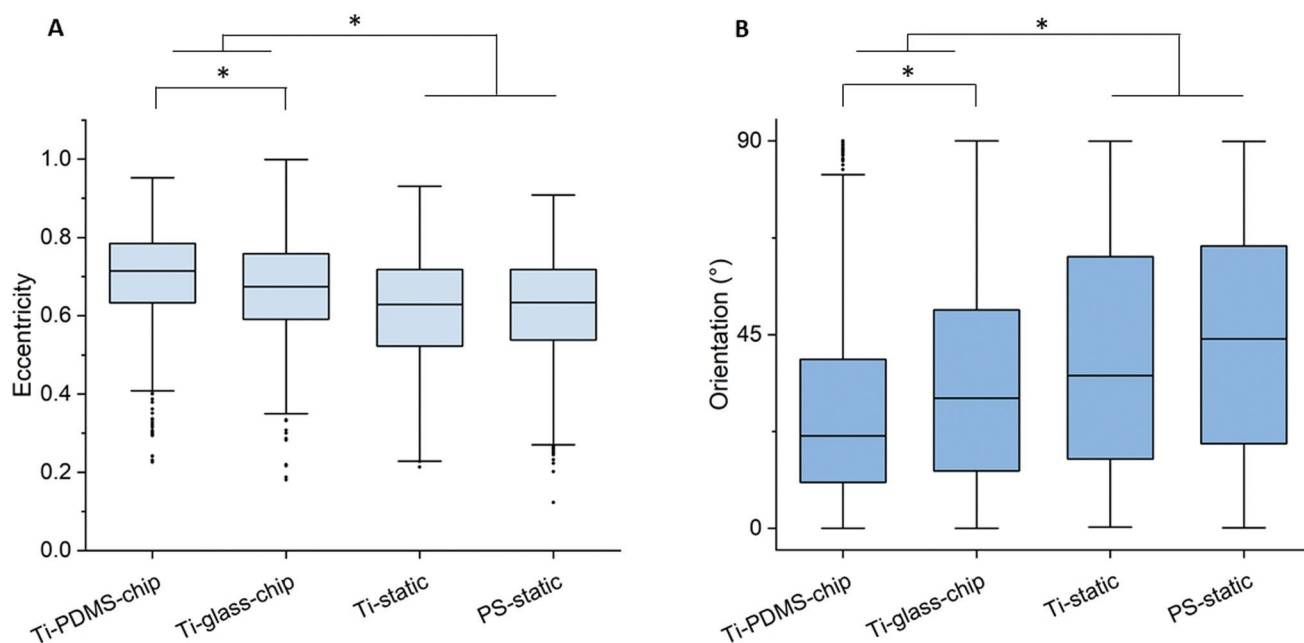 A
*
*
Eccentricity
1.0
0.8
0.6
0.4
0.2
0.0
Ti-PDMS-chip
Ti-glass-chip
Ti-static
PS-static
B
*
*
Orientation (°)
90
45
0
Ti-PDMS-chip
Ti-glass-chip
Ti-static
PS-static